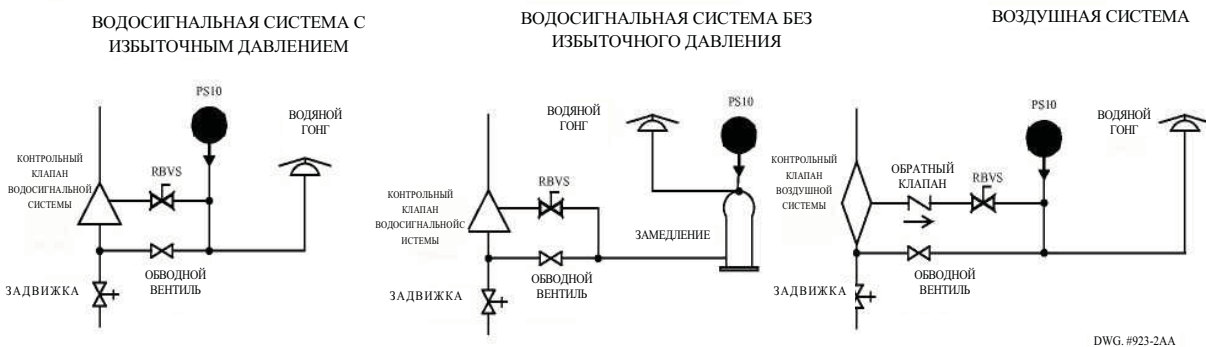 ВОДОСИГНАЛЬНАЯ СИСТЕМА С
ИЗБЫТОЧНЫМ ДАВЛЕНИЕМ
PS10
ВОДЯНОЙ
ГОНГ
КОНТРОЛЬНЫЙ
КЛАПАН
ВОДОСИГНАЛЬНОЙ
СИСТЕМЫ
RBVS
ОБВОДНОЙ
ВЕНТИЛЬ
ЗАДВИЖКА
ВОДОСИГНАЛЬНАЯ СИСТЕМА БЕЗ
ИЗБЫТОЧНОГО ДАВЛЕНИЯ
ВОДЯНОЙ
ГОНГ
PS10
КОНТРОЛЬНЫЙ
КЛАПАН
ВОДОСИГНАЛЬНОЙС
ИСТЕМЫ
RBVS
ЗАМЕДЛЕНИЕ
ОБВОДНОЙ
ВЕНТИЛЬ
ЗАДВИЖКА
ВОЗДУШНАЯ СИСТЕМА
PS10
ВОДЯНОЙ
ГОНГ
КОНТРОЛЬНЫЙ
КЛАПАН
ВОЗДУШНОЙ
СИСТЕМЫ
ОБРАТНЫЙ
КЛАПАН
RBVS
ОБВОДНОЙ
ВЕНТИЛЬ
ЗАДВИЖКА
DWG. #923-2AA